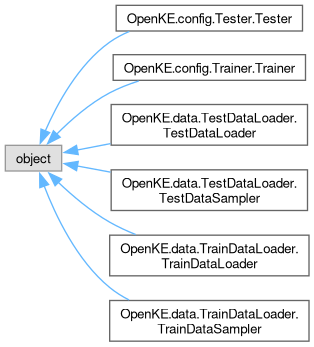 OpenKE.config.Tester.Tester
OpenKE.config.Trainer.Trainer
OpenKE.data.TestDataLoader.
TestDataLoader
object
OpenKE.data.TestDataLoader.
TestDataSampler
OpenKE.data.TrainDataLoader.
TrainDataLoader
OpenKE.data.TrainDataLoader.
TrainDataSampler